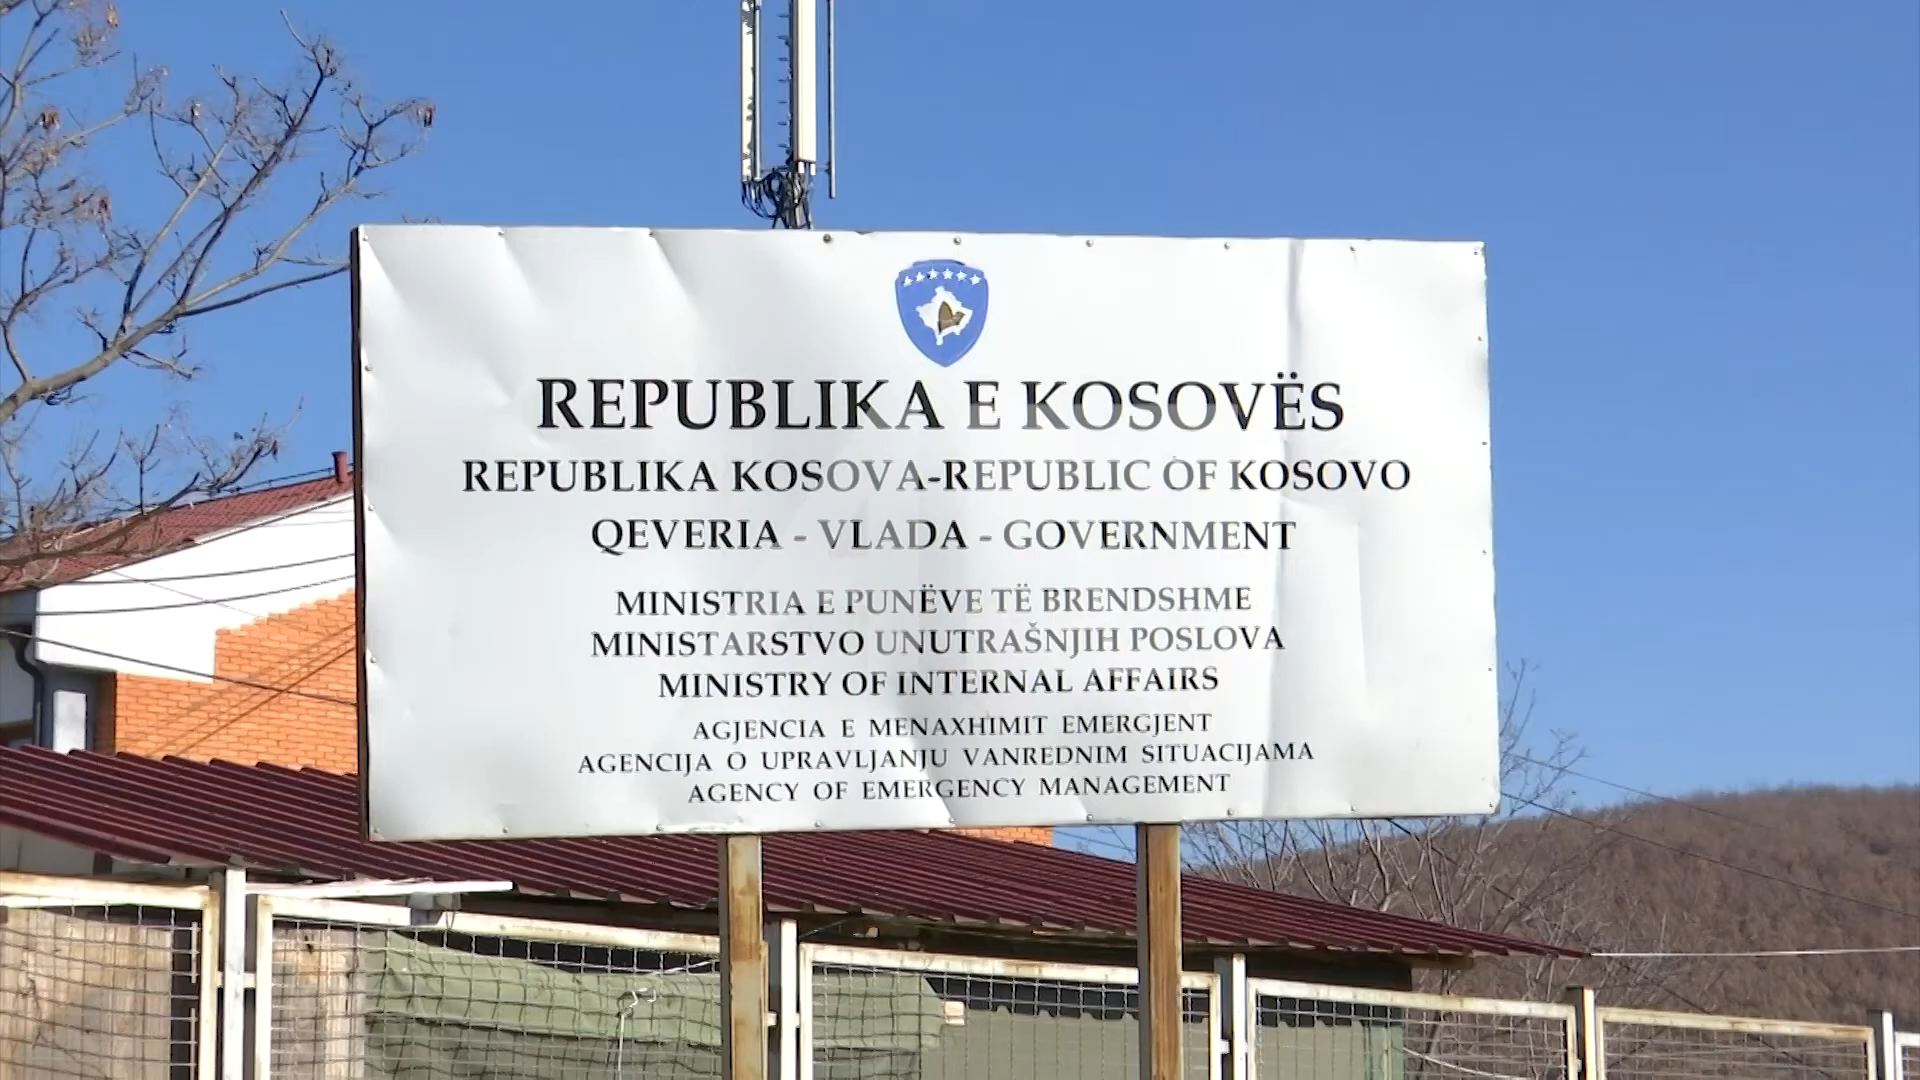 REPUBLIKA E KOSOVËS
REPUBLIKA KOSOVA-REPUBLIC OF KOSOVO
QEVERIA - VLADA - GOVERNMENT
MINISTRIA E PUNËVE TË BRENDSHME
MINISTARSTVO UNUTRAŠNJIH POSLOVA
MINISTRY OF INTERNAL AFFAIRS
AGJENCIA E MENAXHIMIT EMERGJENT
AGENCIJA O UPRAVLJANJU VANREDNIM SITUACIJAMA
AGENCY OF EMERGENCY MANAGEMENT